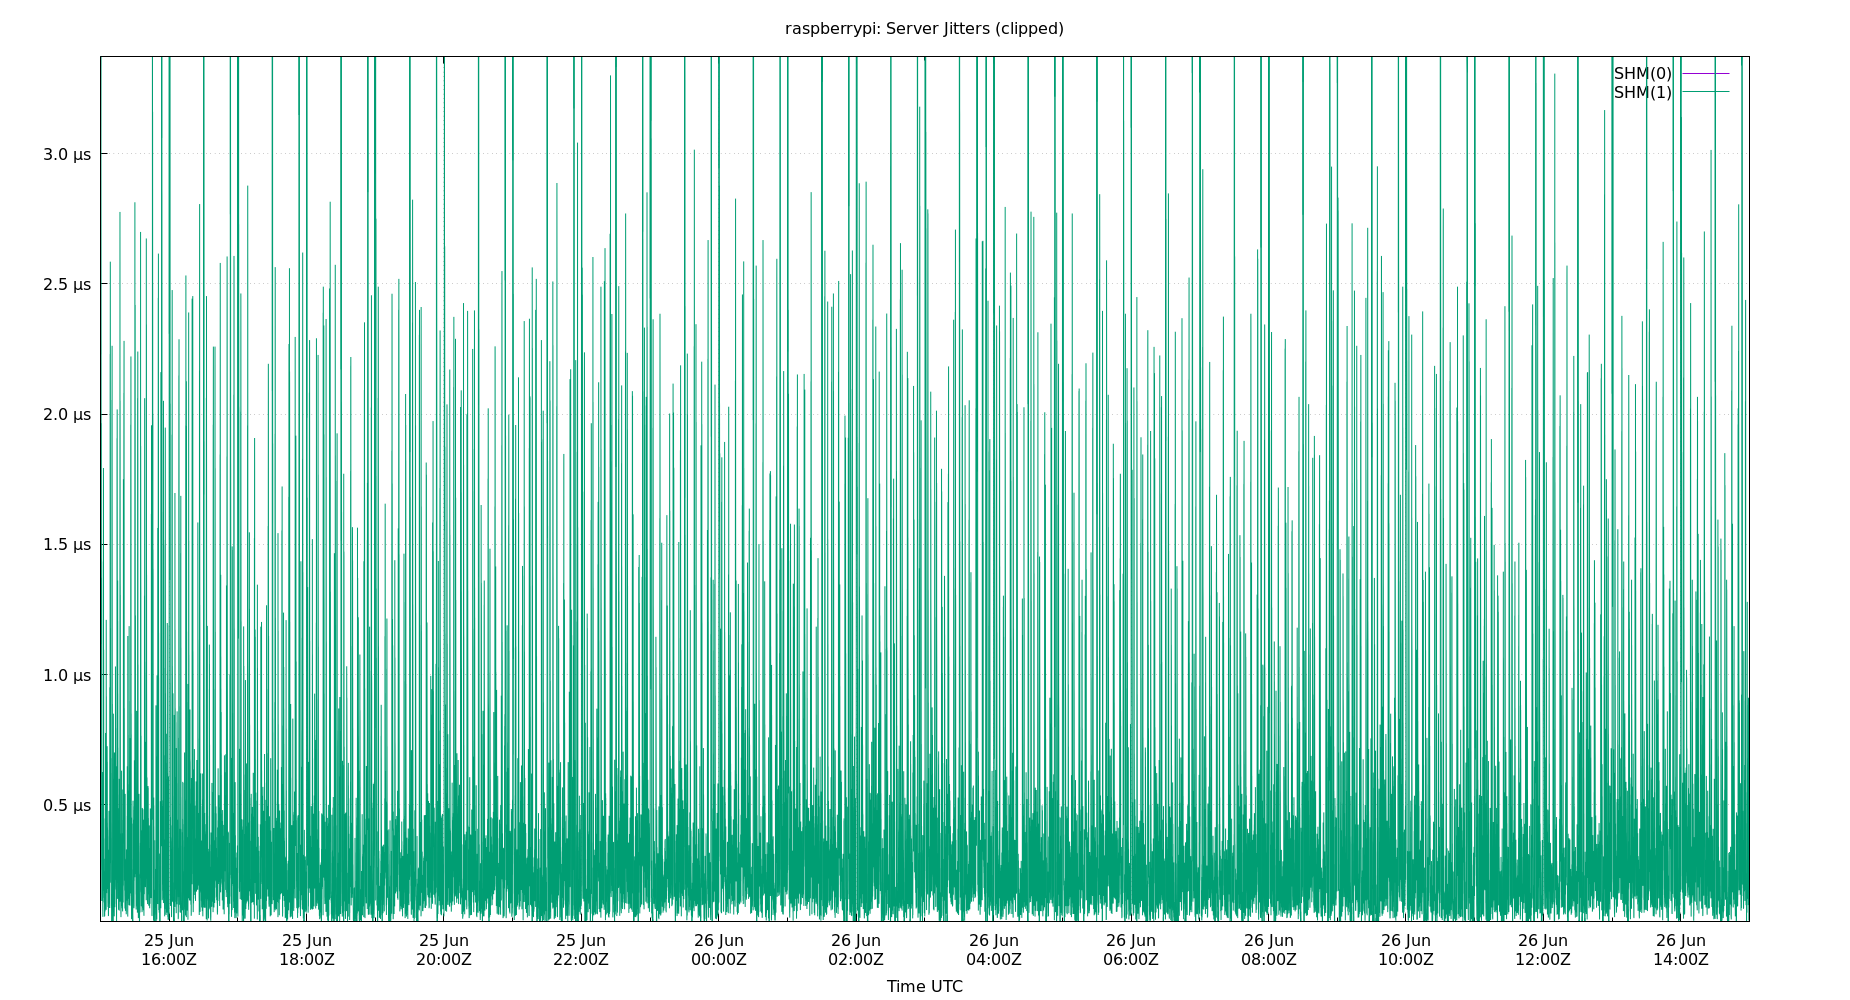 raspberrypi: Server Jitters (clipped)
SHM(0)
SHM(1)
3.0 µs
2.5 µs
2.0 µs
1.5 µs
1.0 µs
0.5 µs
25 Jun 25 Jun 25 Jun 25 Jun 26 Jun 26 Jun 26 Jun 26 Jun 26 Jun 26 Jun 26 Jun 26 Jun
16:00Z 18:00Z 20:00Z 22:00Z 00:00Z 02:00Z 04:00Z 06:00Z 08:00Z 10:00Z 12:00Z 14:00Z
Time UTC